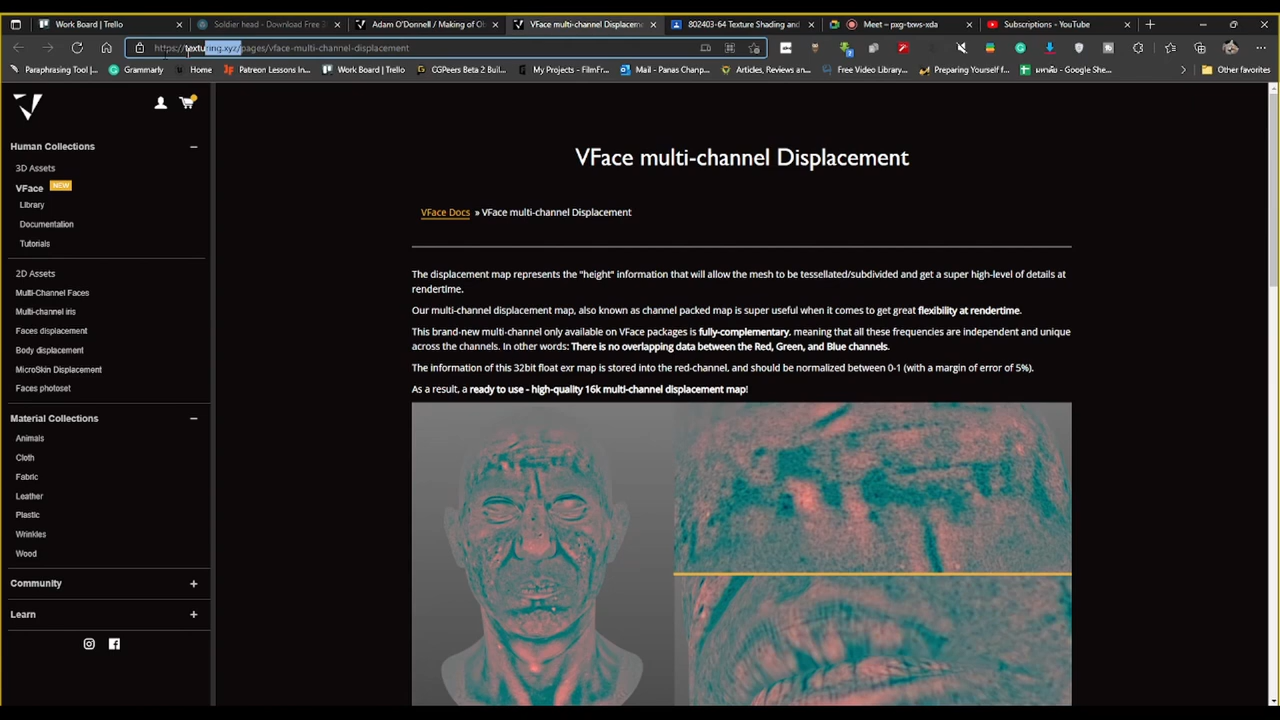 Work Board | Trello
Soldier head - Download Free 3
Adam O'Donnell / Making of Ol
VFace multi-channel Displacemen
802403-64 Texture Shading and
Meet – pxg-txws-xda
Subscriptions - YouTube
https://texturing.xyz/pages/vface-multi-channel-displacement
Paraphrasing Tool |...
Grammarly
Home
Patreon Lessons In...
Work Board | Trello
CGPeers Beta 2 Buil...
My Projects - FilmFr...
Mail - Panas Chanp...
Articles, Reviews an...
Free Video Library...
Preparing Yourself f...
มหาลัย - Google She...
Other favorites
Human Collections
3D Assets
VFace NEW
Library
Documentation
Tutorials
2D Assets
Multi-Channel Faces
Multi-channel iris
Faces displacement
Body displacement
MicroSkin Displacement
Faces photoset
Material Collections
Animals
Cloth
Fabric
Leather
Plastic
Wrinkles
Wood
Community
Learn
VFace multi-channel Displacement
VFace Docs » VFace multi-channel Displacement
The displacement map represents the "height" information that will allow the mesh to be tessellated/subdivided and get a super high-level of details at
rendertime.
Our multi-channel displacement map, also known as channel packed map is super useful when it comes to get great flexibility at rendertime.
This brand-new multi-channel only available on VFace packages is fully-complementary, meaning that all these frequencies are independent and unique
across the channels. In other words: There is no overlapping data between the Red, Green, and Blue channels.
The information of this 32bit float exr map is stored into the red-channel, and should be normalized between 0-1 (with a margin of error of 5%).
As a result, a ready to use - high-quality 16k multi-channel displacement map!